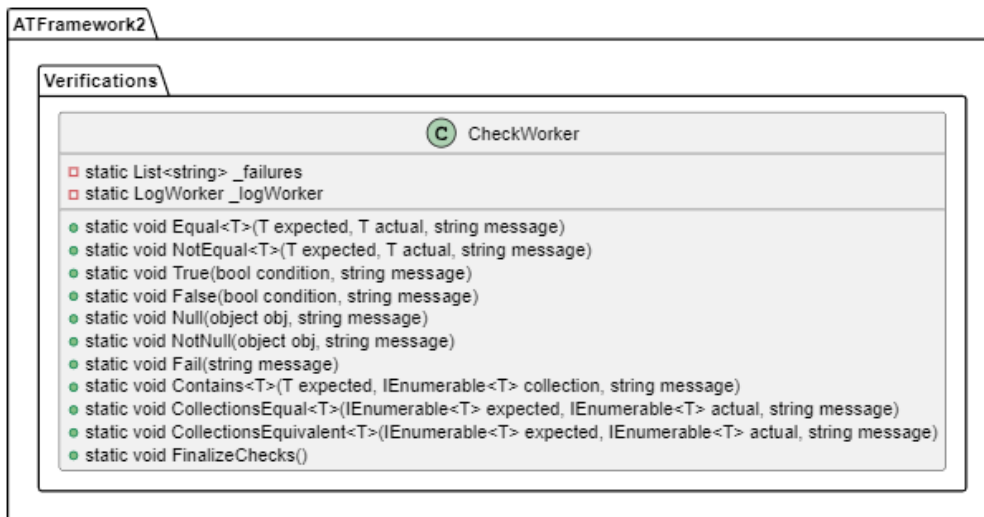 ATFramework2
Verifications
C CheckWorker
static List<string> _failures
static LogWorker _logWorker
static void Equal<T>(T expected, T actual, string message)
static void NotEqual<T>(T expected, T actual, string message)
static void True(bool condition, string message)
static void False(bool condition, string message)
static void Null(object obj, string message)
static void NotNull(object obj, string message)
static void Fail(string message)
static void Contains<T>(T expected, IEnumerable<T> collection, string message)
static void CollectionsEqual<T>(IEnumerable<T> expected, IEnumerable<T> actual, string message)
static void CollectionsEquivalent<T>(IEnumerable<T> expected, IEnumerable<T> actual, string message)
static void FinalizeChecks()